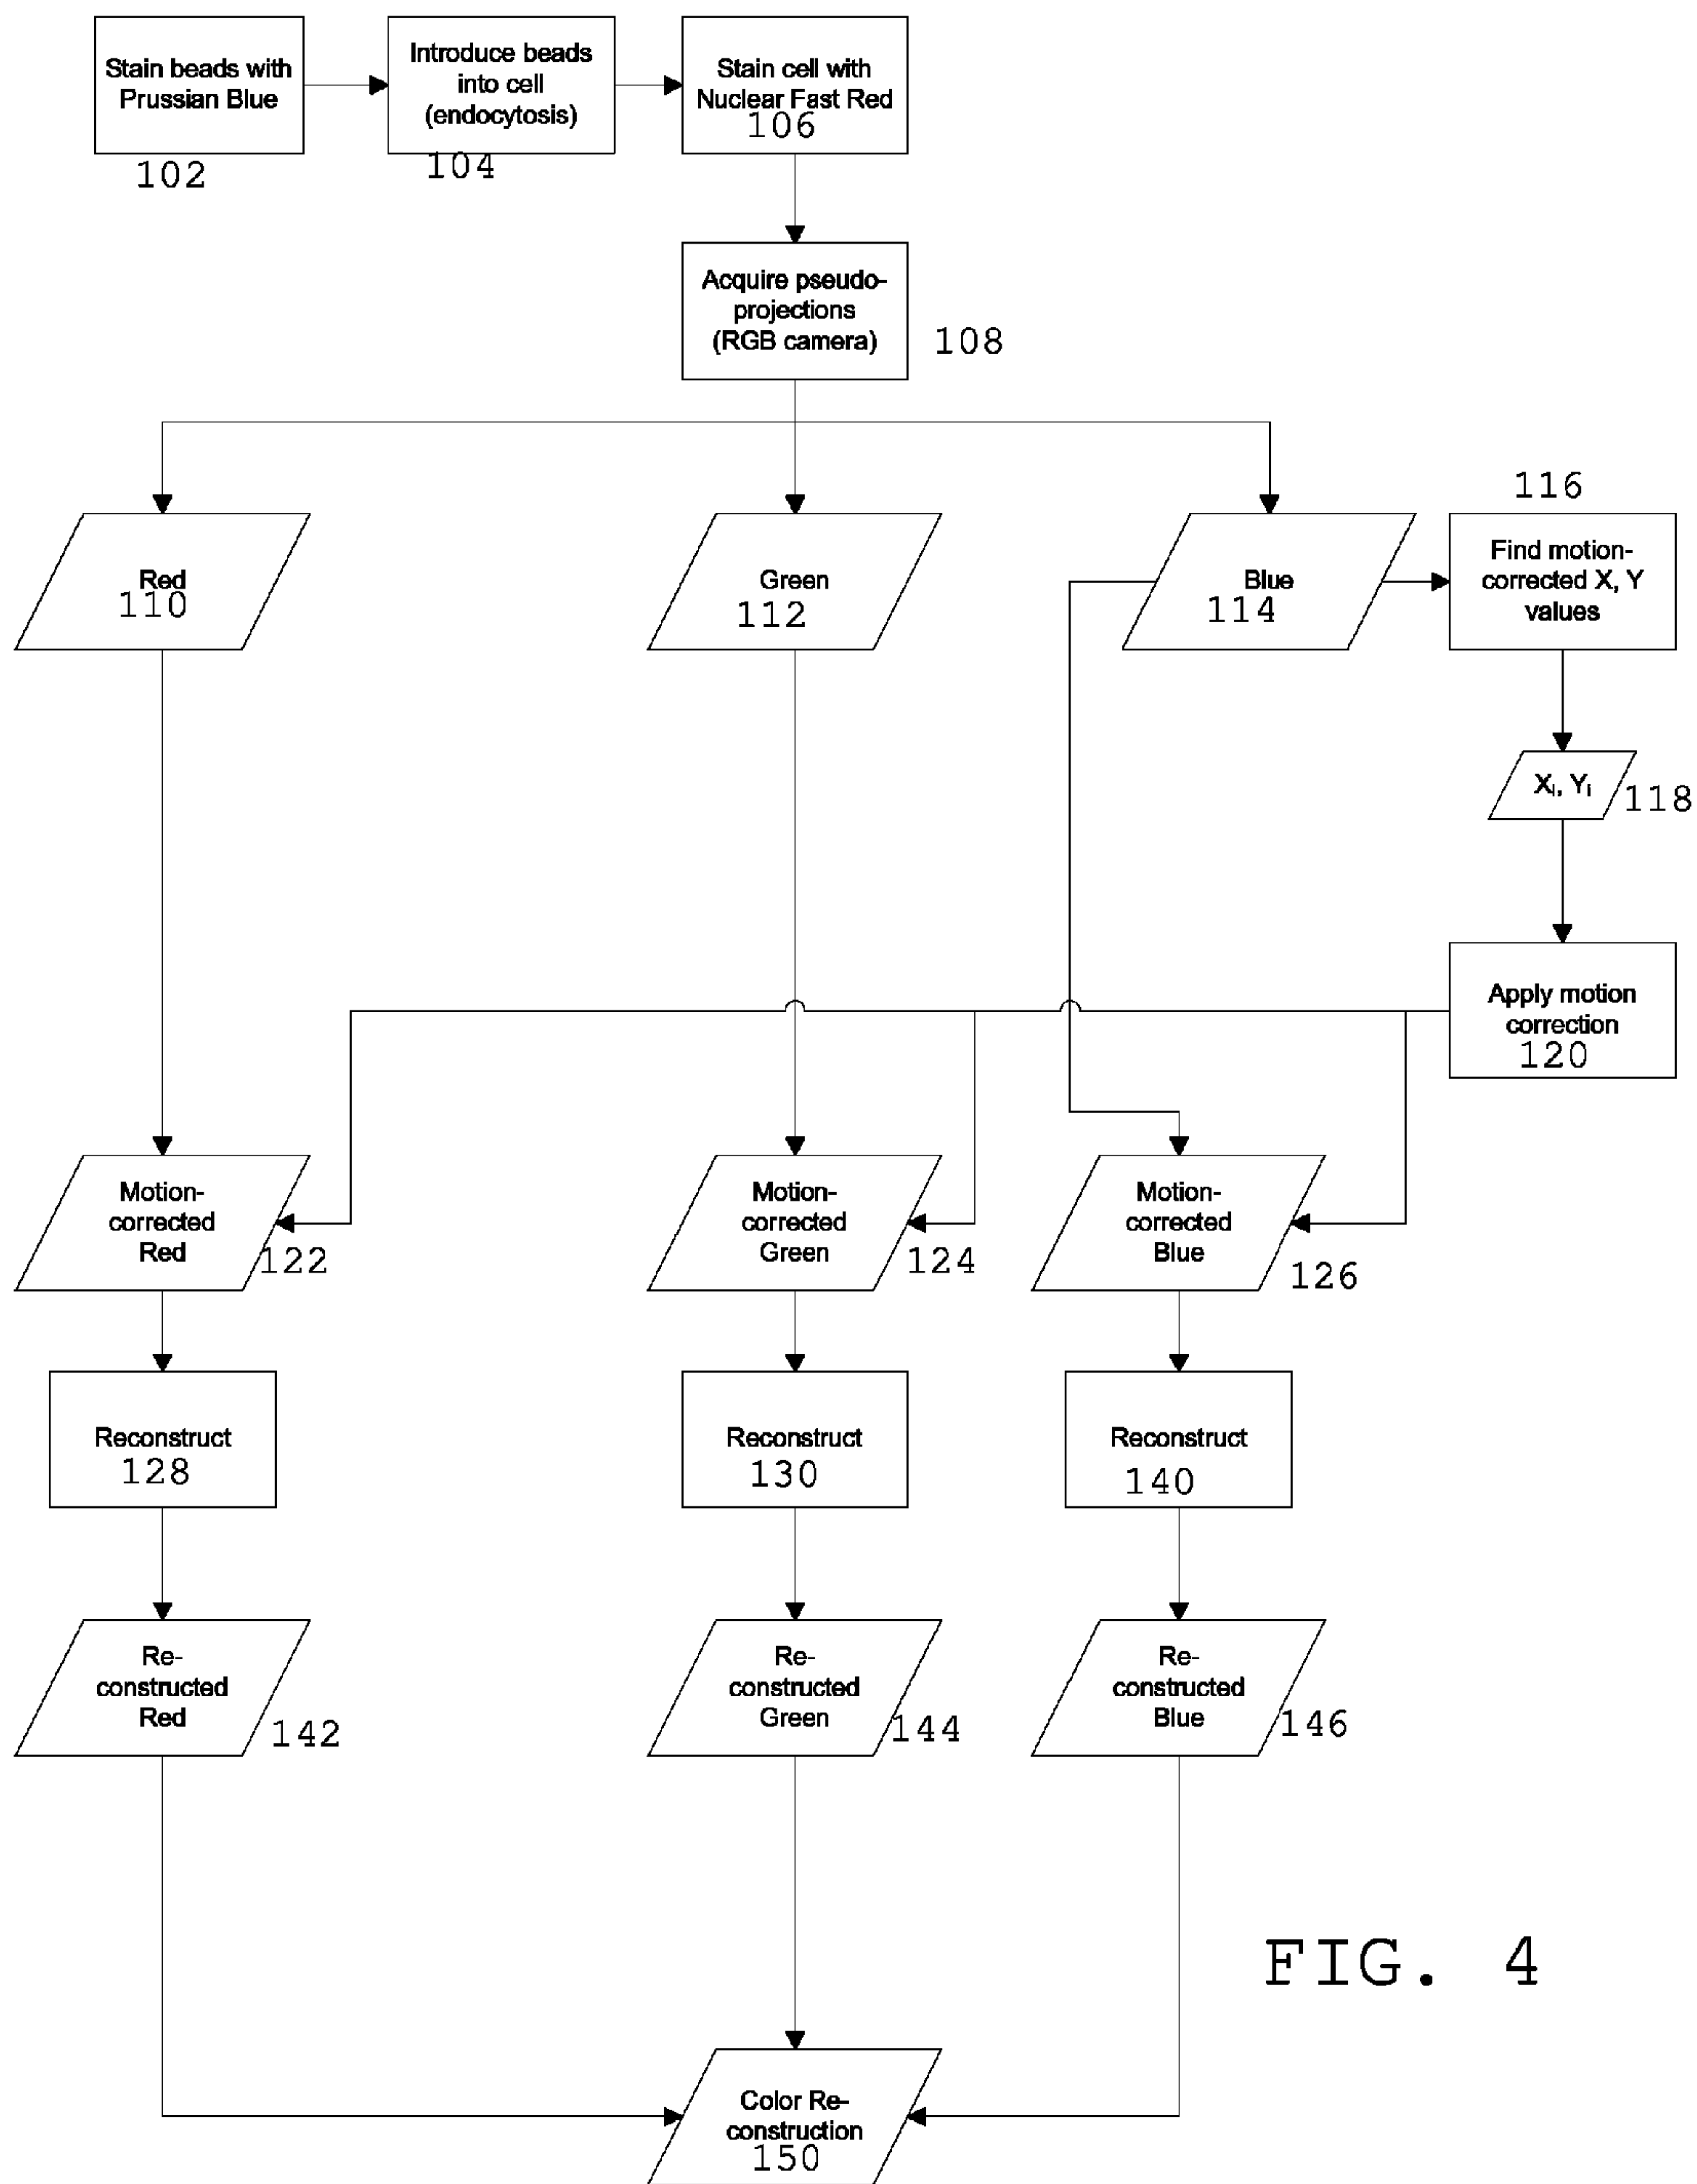 Stain beads with
Prussian Blue
102
Introduce beads
into cell
(endocytosis)
104
Stain cell with
Nuclear Fast Red
106
Acquire pseudo-
projections
(RGB camera)
108
Red
110
Green
112
Blue
114
116
Find motion-
corrected X, Y
values
Xi, Yi
118
Apply motion
correction
120
Motion-
corrected
Red
122
Motion-
corrected
Green
124
Motion-
corrected
Blue
126
Reconstruct
128
Reconstruct
130
Reconstruct
140
Re-
constructed
Red
142
Re-
constructed
Green
144
Re-
constructed
Blue
146
FIG. 4
Color Re-
construction
150